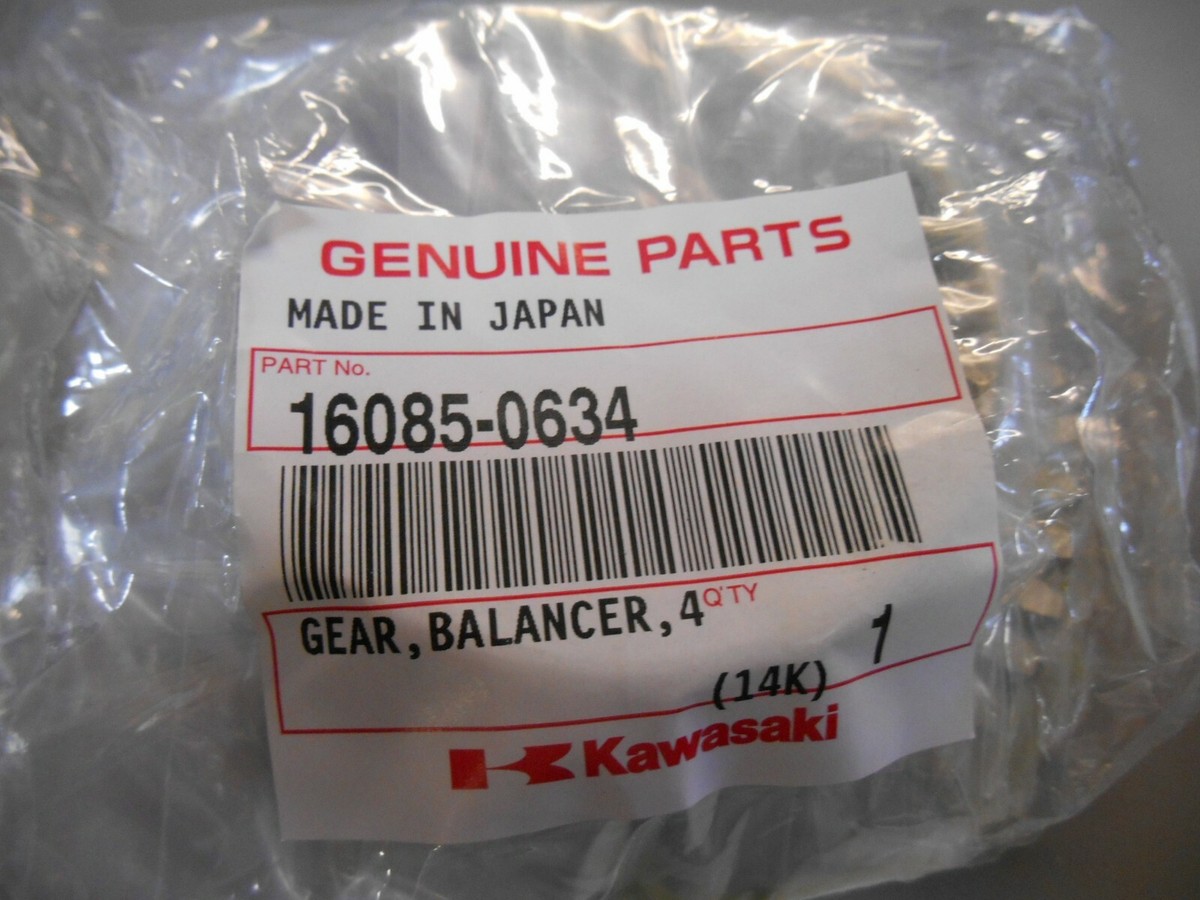 GENUINE PARTS
MADE IN JAPAN
PART No.
16085-0634
GEAR,BALANCER,4
Q'TY
1
(14K)
Kawasaki